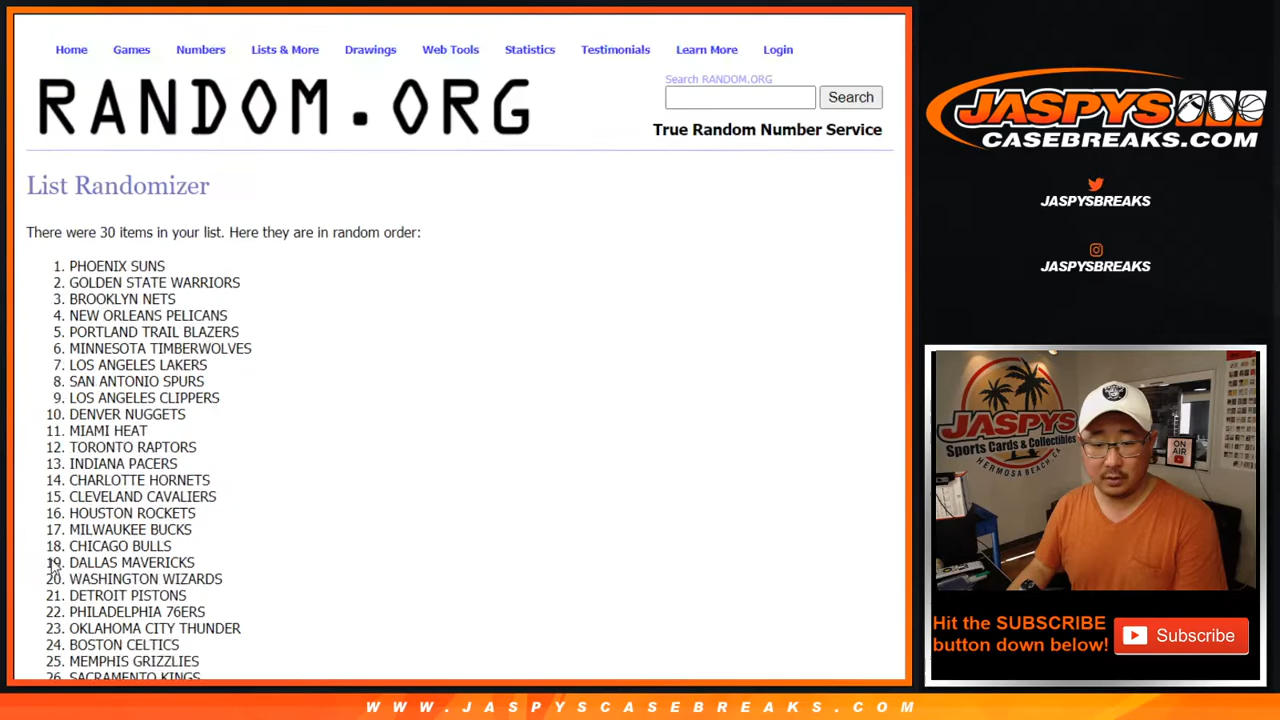 Home Games Numbers Lists & More Drawings Web Tools Statistics Testimonials Learn More Login
RANDOM.ORG
Search RANDOM.ORG
Search
True Random Number Service
List Randomizer
There were 30 items in your list. Here they are in random order:
1. PHOENIX SUNS
2. GOLDEN STATE WARRIORS
3. BROOKLYN NETS
4. NEW ORLEANS PELICANS
5. PORTLAND TRAIL BLAZERS
6. MINNESOTA TIMBERWOLVES
7. LOS ANGELES LAKERS
8. SAN ANTONIO SPURS
9. LOS ANGELES CLIPPERS
10. DENVER NUGGETS
11. MIAMI HEAT
12. TORONTO RAPTORS
13. INDIANA PACERS
14. CHARLOTTE HORNETS
15. CLEVELAND CAVALIERS
16. HOUSTON ROCKETS
17. MILWAUKEE BUCKS
18. CHICAGO BULLS
19. DALLAS MAVERICKS
20. WASHINGTON WIZARDS
21. DETROIT PISTONS
22. PHILADELPHIA 76ERS
23. OKLAHOMA CITY THUNDER
24. BOSTON CELTICS
25. MEMPHIS GRIZZLIES
26. SACRAMENTO KINGS
JASPYS
CASEBREAKS.COM
JASPYSBREAKS
JASPYSBREAKS
JASPYS
Sports Cards & Collectibles
HERMOSA BEACH, CA
ON AIR
Hit the SUBSCRIBE
button down below!
Subscribe
WWW.JASPYSCASEBREAKS.COM